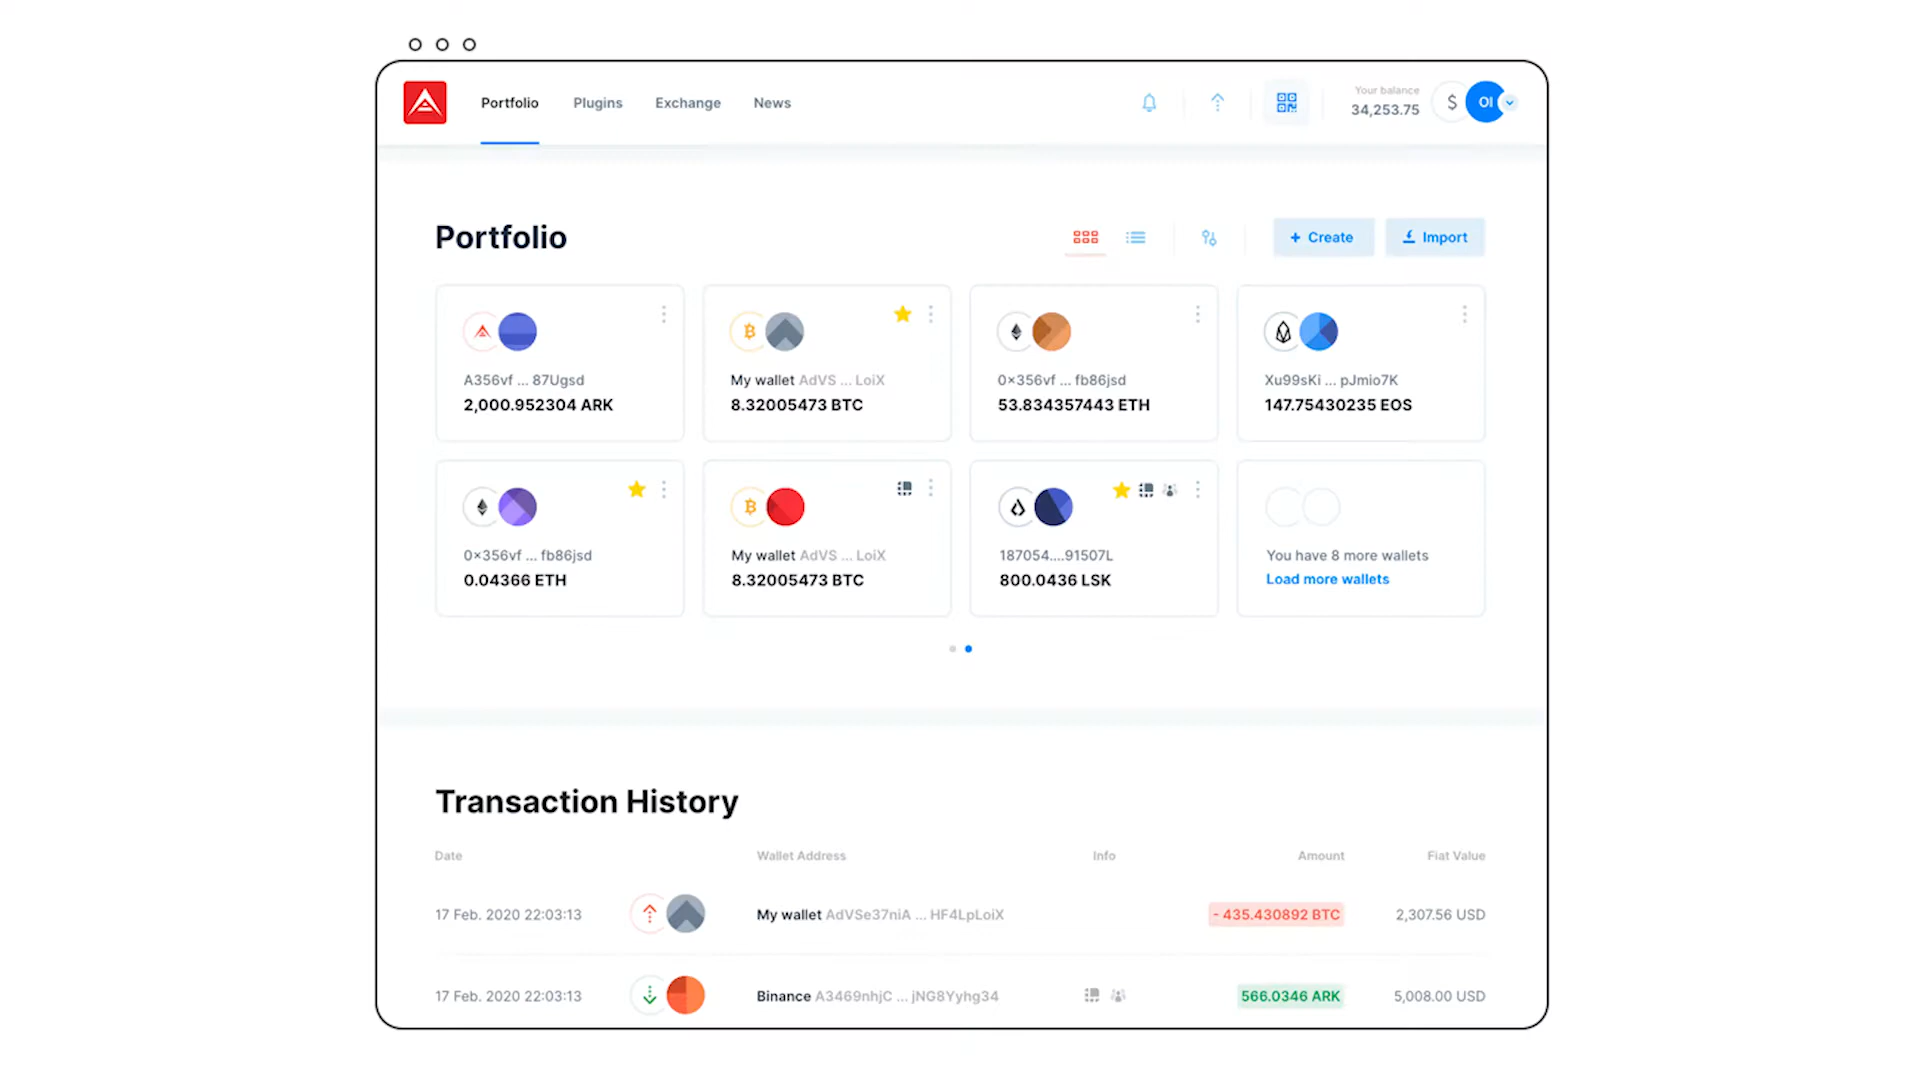 Portfolio Plugins Exchange News
Your balance
34,253.75 $ OI
Portfolio
+ Create Import
A356vf ... 87Ugsd
2,000.952304 ARK
My wallet AdVS ... LoiX
8.32005473 BTC
0×356vf ... fb86jsd
53.834357443 ETH
Xu99sKi ... pJmio7K
147.75430235 EOS
0×356vf ... fb86jsd
0.04366 ETH
My wallet AdVS ... LoiX
8.32005473 BTC
187054....91507L
800.0436 LSK
You have 8 more wallets
Load more wallets
Transaction History
Date Wallet Address Info Amount Fiat Value
17 Feb. 2020 22:03:13 My wallet AdVSe37niA ... HF4LpLoiX - 435.430892 BTC 2,307.56 USD
17 Feb. 2020 22:03:13 Binance A3469nhjC ... jNG8Yyhg34 566.0346 ARK 5,008.00 USD